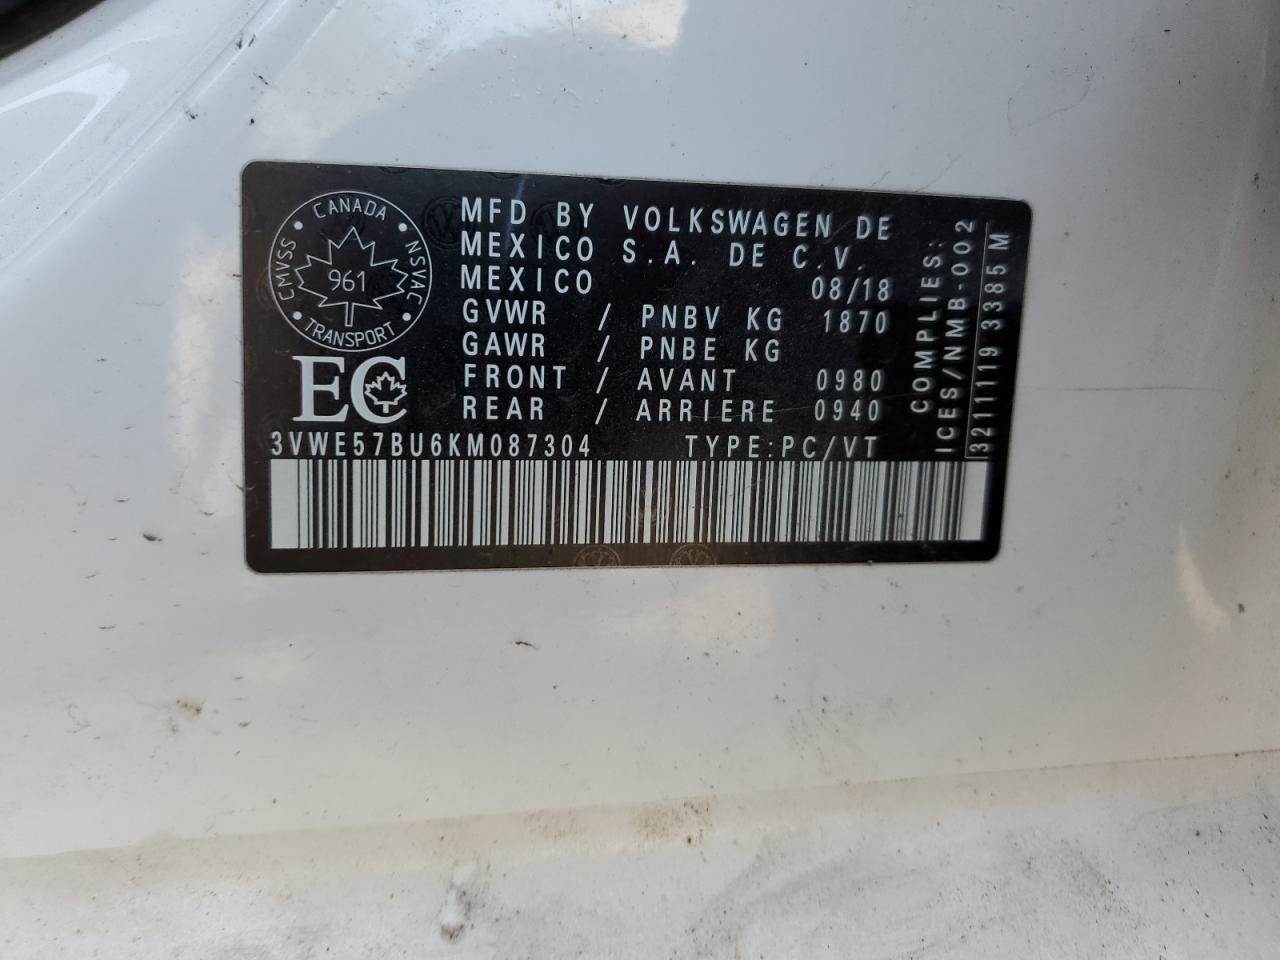 CANADA
CMVSS
NSVAC
961
TRANSPORT
EC
MFD BY VOLKSWAGEN DE
MEXICO S.A. DE C.V.
MEXICO 08/18
GVWR / PNBV KG 1870
GAWR / PNBE KG
FRONT / AVANT 0980
REAR / ARRIERE 0940
3VWE57BU6KM087304 TYPE:PC/VT
COMPLIES:
ICES/NMB-002
3211119 3385M